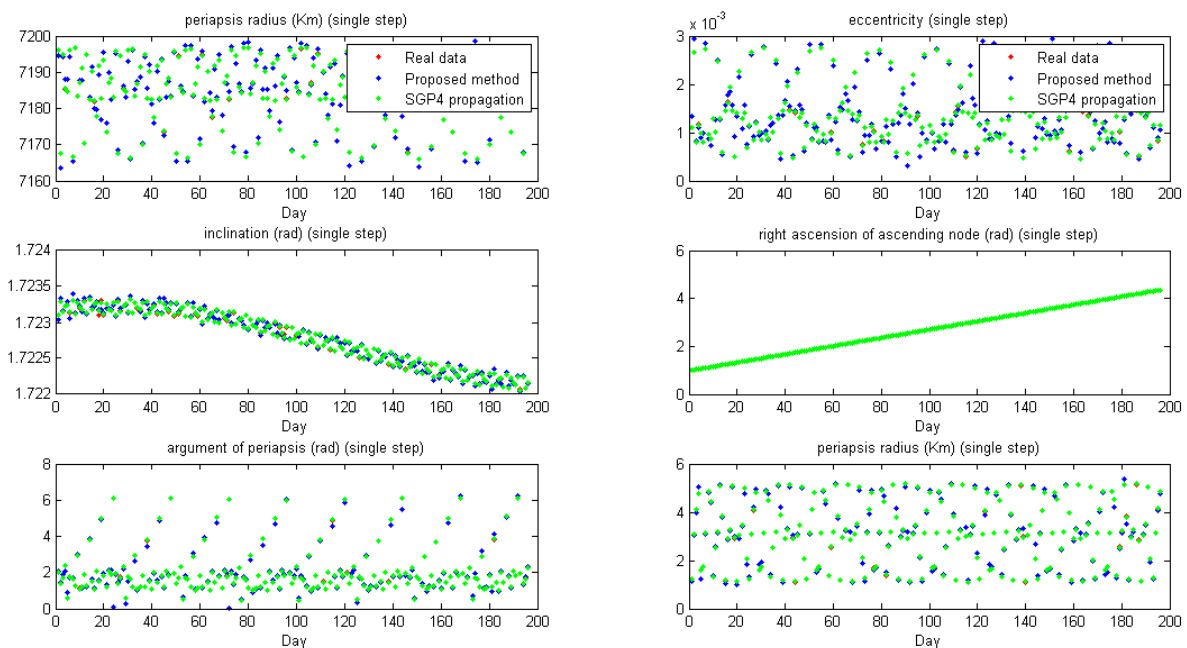 periapsis radius (Km) (single step)
7200
7190
7180
7170
7160
0 20 40 60 80 100 120 140 160 180 200
Day
Real data
Proposed method
SGP4 propagation
eccentricity (single step)
x 10^-3
3
2
1
0
0 20 40 60 80 100 120 140 160 180 200
Day
Real data
Proposed method
SGP4 propagation
inclination (rad) (single step)
1.724
1.7235
1.723
1.7225
1.722
0 20 40 60 80 100 120 140 160 180 200
Day
right ascension of ascending node (rad) (single step)
6
4
2
0
0 20 40 60 80 100 120 140 160 180 200
Day
argument of periapsis (rad) (single step)
8
6
4
2
0
0 20 40 60 80 100 120 140 160 180 200
Day
periapsis radius (Km) (single step)
6
4
2
0
0 20 40 60 80 100 120 140 160 180 200
Day